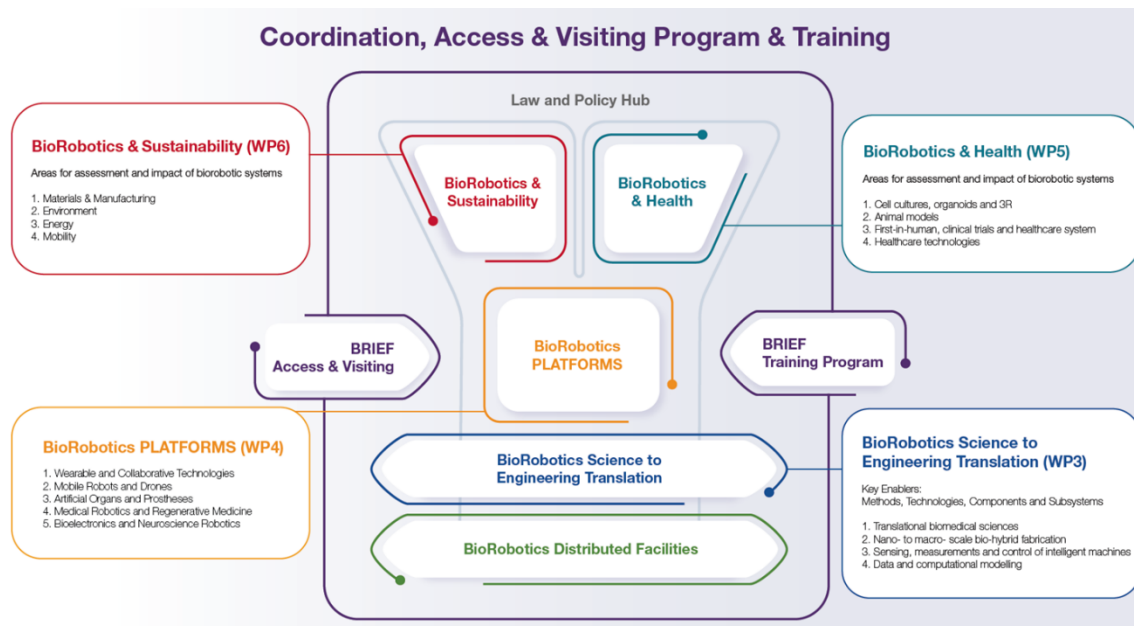 Coordination, Access & Visiting Program & Training
Law and Policy Hub
BioRobotics & Sustainability (WP6)
Areas for assessment and impact of biorobotic systems
1. Materials & Manufacturing
2. Environment
3. Energy
4. Mobility
BioRobotics &
Sustainability
BioRobotics
& Health
BioRobotics & Health (WP5)
Areas for assessment and impact of biorobotic systems
1. Cell cultures, organoids and 3R
2. Animal models
3. First-in-human, clinical trials and healthcare system
4. Healthcare technologies
BRIEF
Access & Visiting
BioRobotics
PLATFORMS
BRIEF
Training Program
BioRobotics PLATFORMS (WP4)
1. Wearable and Collaborative Technologies
2. Mobile Robots and Drones
3. Artificial Organs and Prostheses
4. Medical Robotics and Regenerative Medicine
5. Bioelectronics and Neuroscience Robotics
BioRobotics Science to
Engineering Translation
BioRobotics Distributed Facilities
BioRobotics Science to
Engineering Translation (WP3)
Key Enablers:
Methods, Technologies, Components and Subsystems
1. Translational biomedical sciences
2. Nano- to macro- scale bio-hybrid fabrication
3. Sensing, measurements and control of intelligent machines
4. Data and computational modelling